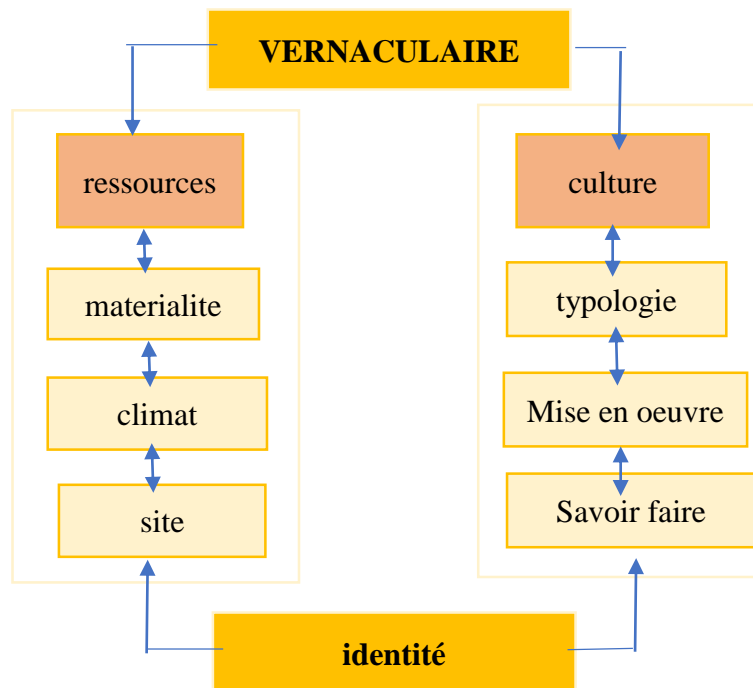 VERNACULAIRE
ressources
materialite
climat
site
culture
typologie
Mise en oeuvre
Savoir faire
identité